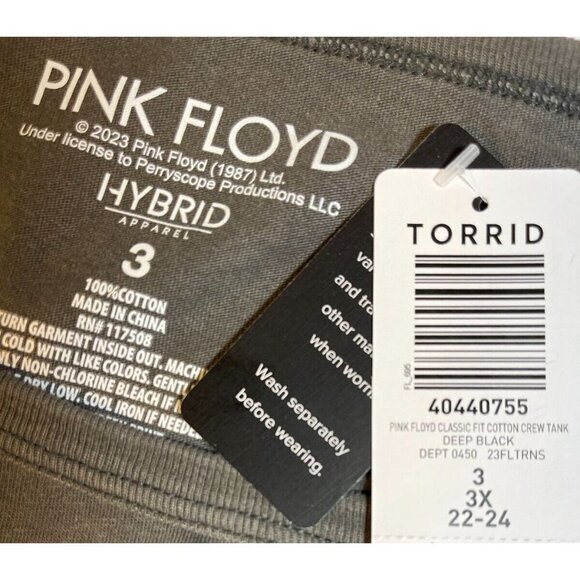 PINK FLOYD
© 2023 Pink Floyd (1987) Ltd.
Under license to Perryscope Productions LLC
HYBRID
APPAREL
3
100%COTTON
MADE IN CHINA
RN# 117508
TURN GARMENT INSIDE OUT. MACH
COLD WITH LIKE COLORS. GENT
NON-CHLORINE BLEACH IF
DRY LOW, COOL IRON IF NEEDE
and tra
other ma
when worn
Wash separately
before wearing.
TORRID
FL_695
40440755
PINK FLOYD CLASSIC FIT COTTON CREW TANK
DEEP BLACK
DEPT 0450 23FLTRNS
3
3X
22-24